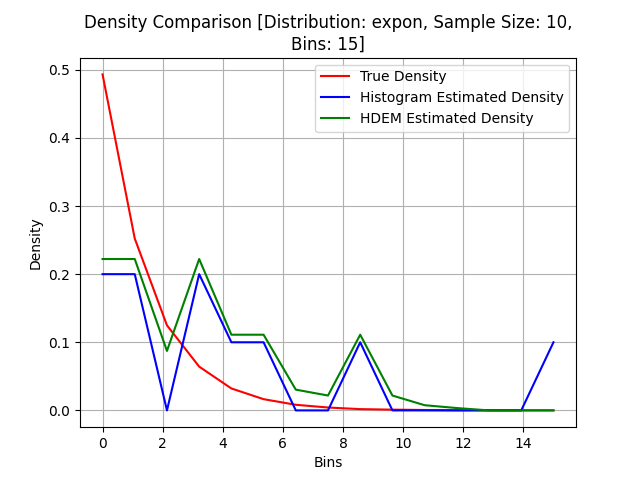 Density Comparison [Distribution: expon, Sample Size: 10,
Bins: 15]
True Density
Histogram Estimated Density
HDEM Estimated Density
Density
0.5
0.4
0.3
0.2
0.1
0.0
0 2 4 6 8 10 12 14
Bins